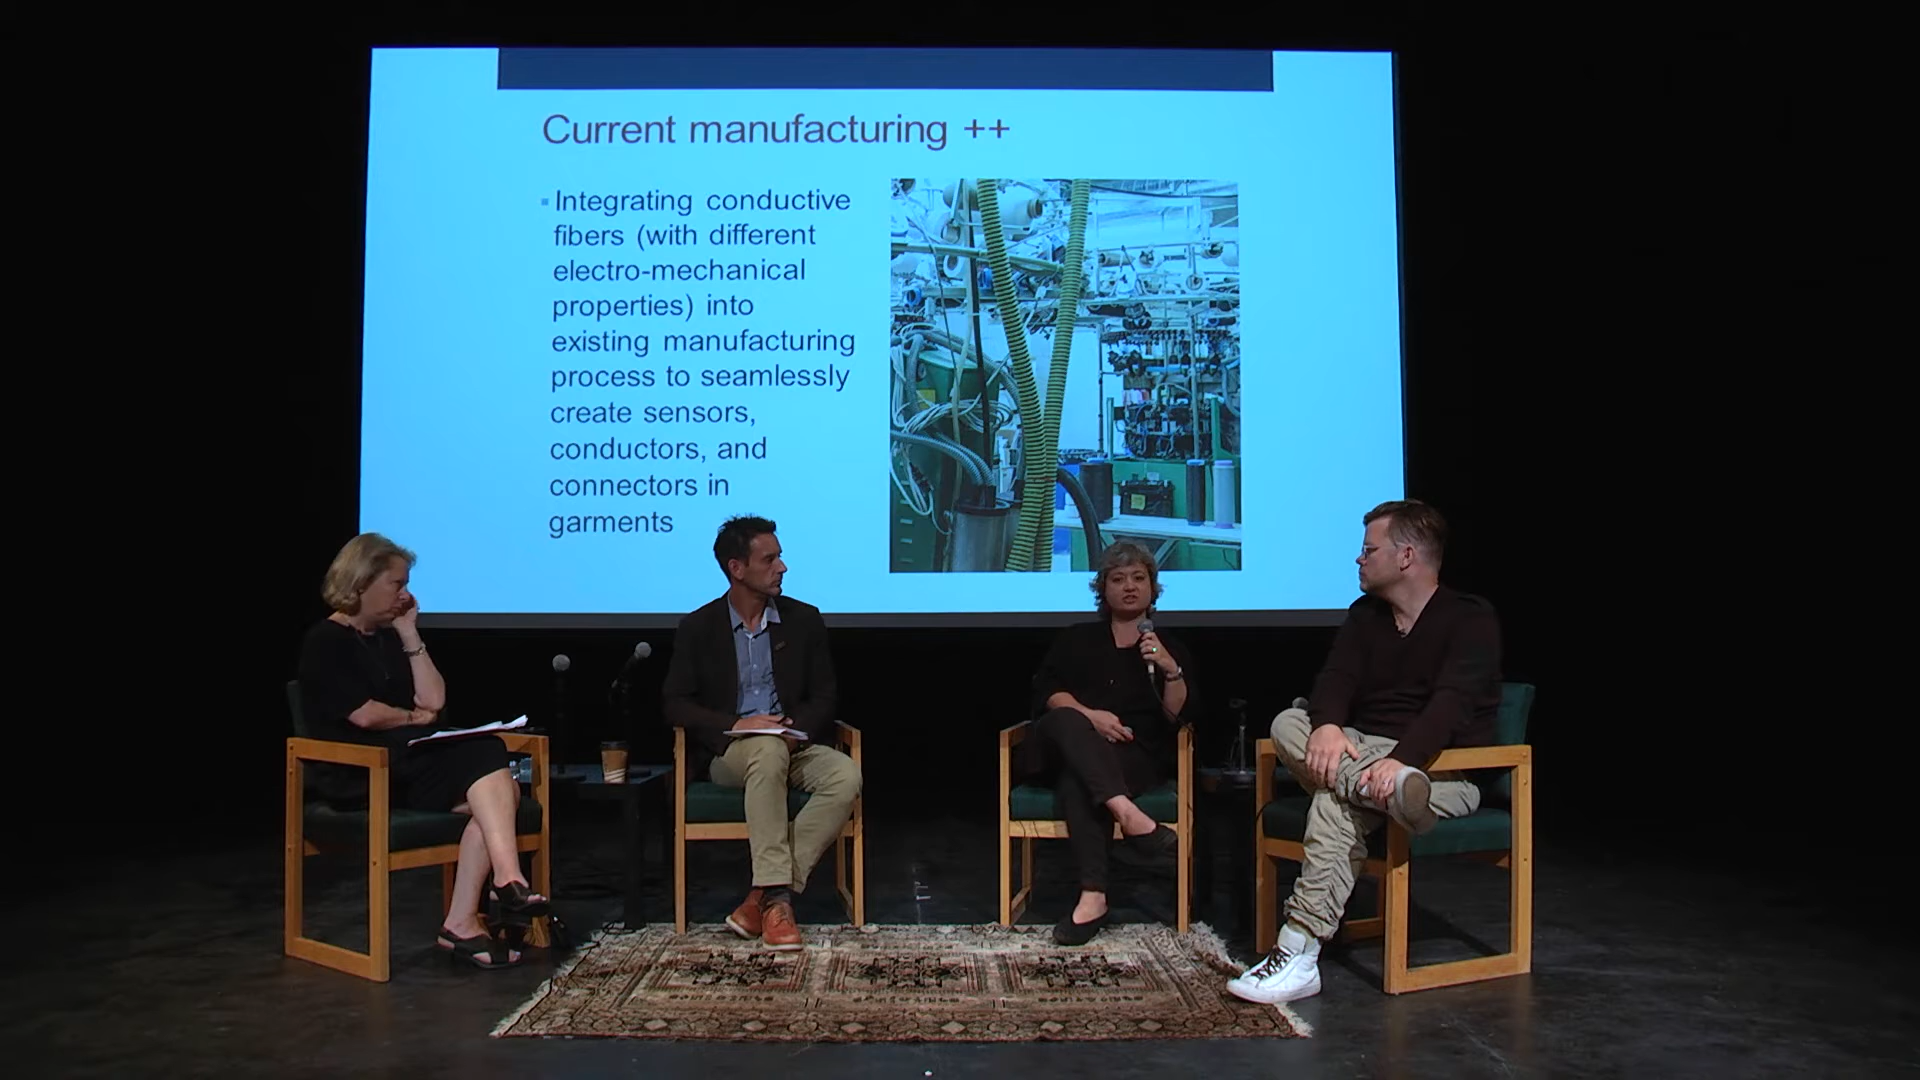 Current manufacturing ++
Integrating conductive
fibers (with different
electro-mechanical
properties) into
existing manufacturing
process to seamlessly
create sensors,
conductors, and
connectors in
garments